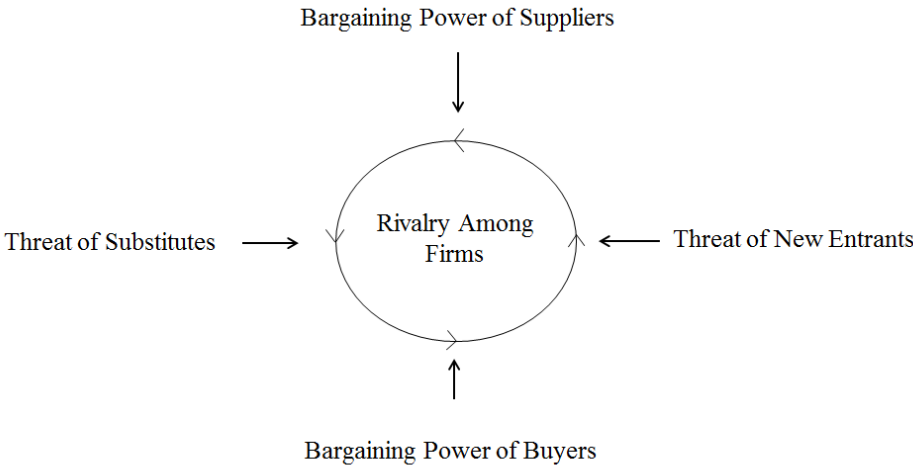 Bargaining Power of Suppliers
Rivalry Among
Firms
Threat of Substitutes
Threat of New Entrants
Bargaining Power of Buyers